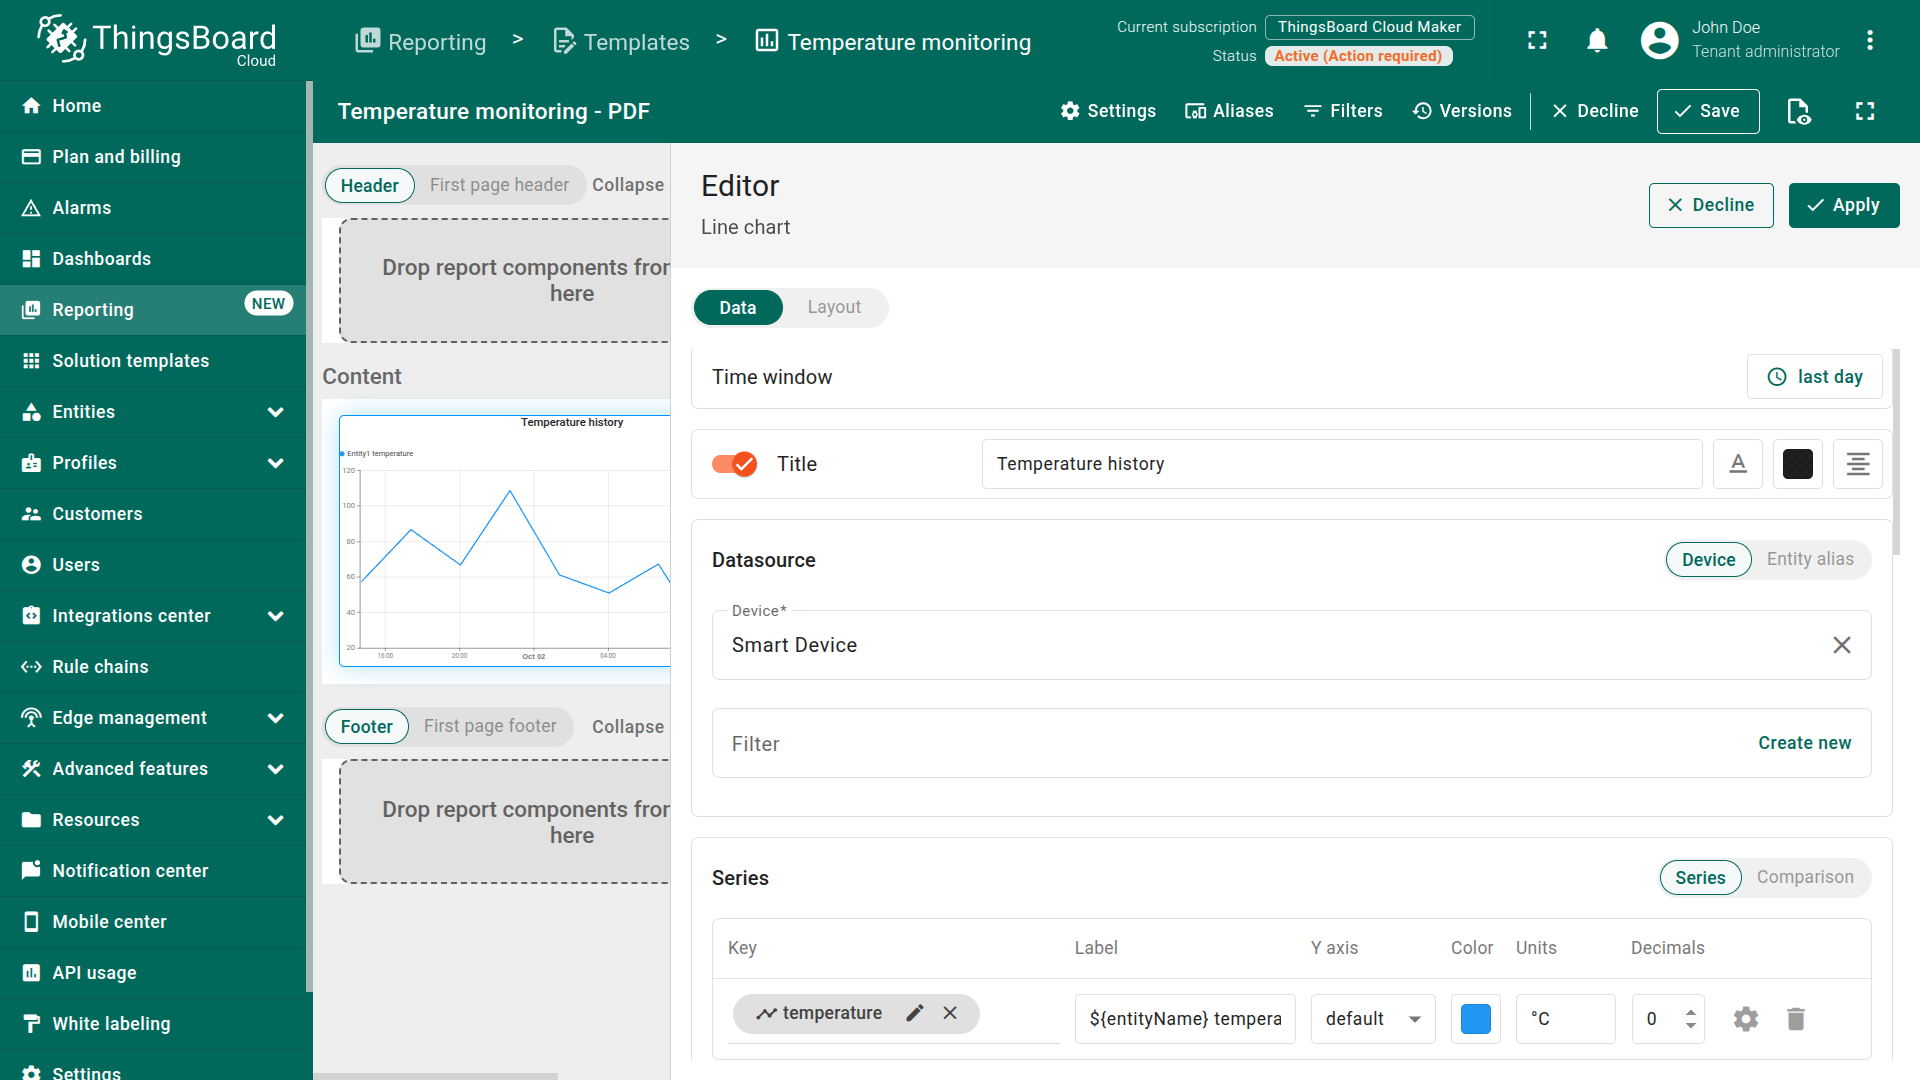 ThingsBoard
Cloud
Reporting > Templates > Temperature monitoring
Current subscription ThingsBoard Cloud Maker
Status Active (Action required)
John Doe
Tenant administrator
Home
Plan and billing
Alarms
Dashboards
Reporting NEW
Solution templates
Entities
Profiles
Customers
Users
Integrations center
Rule chains
Edge management
Advanced features
Resources
Notification center
Mobile center
API usage
White labeling
Settings
Temperature monitoring - PDF
Settings Aliases Filters Versions Decline Save
Header First page header Collapse
Drop report components from
here
Content
Temperature history
Entity1 temperature
120
100
80
60
40
20
16:00 20:00 Oct 02 04:00
Footer First page footer Collapse
Drop report components from
here
Editor
Line chart
Decline Apply
Data Layout
Time window last day
Title Temperature history
Datasource Device Entity alias
Device*
Smart Device
Filter Create new
Series Series Comparison
Key Label Y axis Color Units Decimals
temperature ${entityName} tempera default °C 0